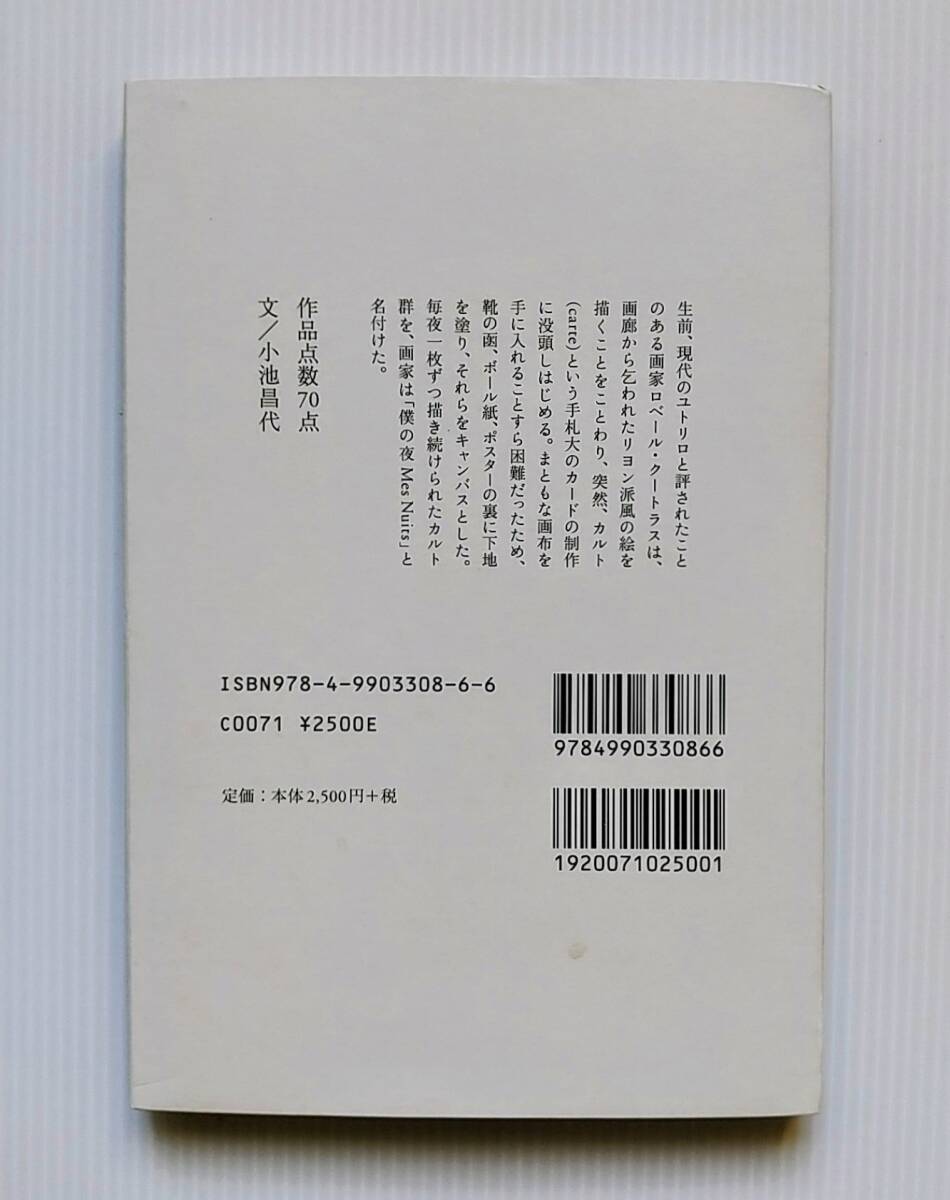 生前、現代のユトリロと評されたこと
のある画家ロベール・クートラスは、
画廊から乞われたリヨン派風の絵を
描くことをことわり、突然、カルト
(carte)という手札大のカードの制作
に没頭しはじめる。まともな画布を
手に入れることすら困難だったため、
靴の函、ボール紙、ポスターの裏に下地
を塗り、それらをキャンバスとした。
毎夜一枚ずつ描き続けられたカルト
群を、画家は「僕の夜 Mes Nuits」と
名付けた。
作品点数70点
文／小池昌代
ISBN978-4-9903308-6-6
C0071 ¥2500E
定価：本体2,500円+税
9784990330866
1920071025001